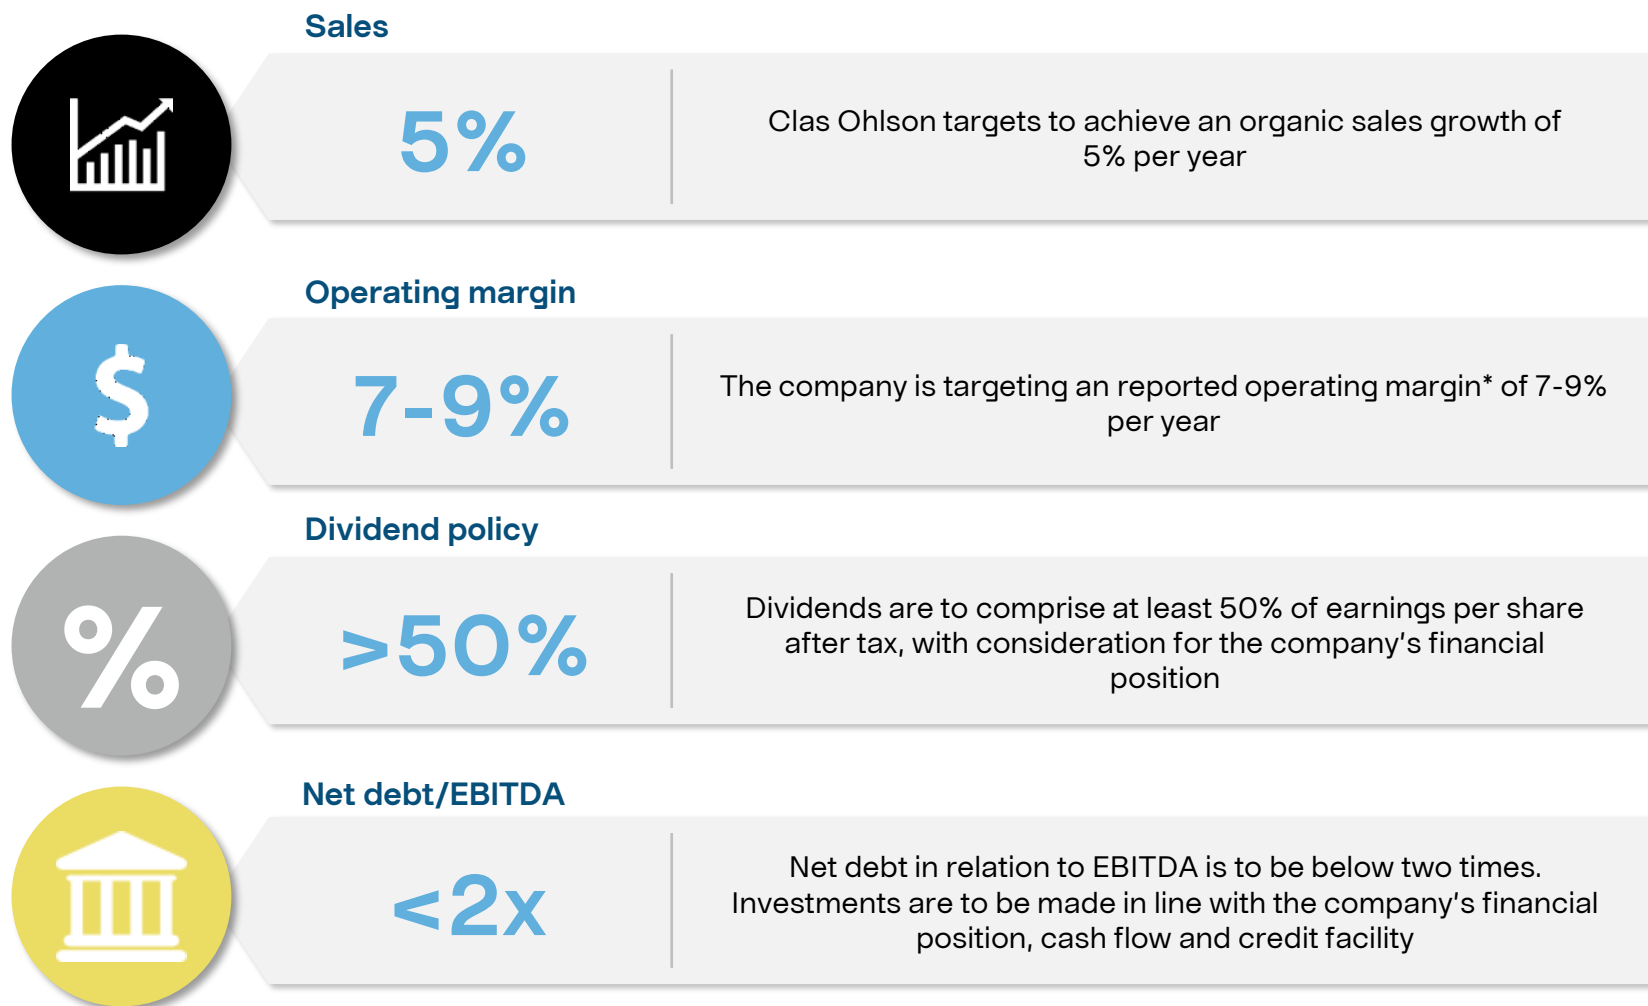 Sales
5%
Clas Ohlson targets to achieve an organic sales growth of
5% per year
Operating margin
$
7-9%
The company is targeting an reported operating margin* of 7-9%
per year
Dividend policy
%
>50%
Dividends are to comprise at least 50% of earnings per share
after tax, with consideration for the company’s financial
position
Net debt/EBITDA
<2x
Net debt in relation to EBITDA is to be below two times.
Investments are to be made in line with the company’s financial
position, cash flow and credit facility